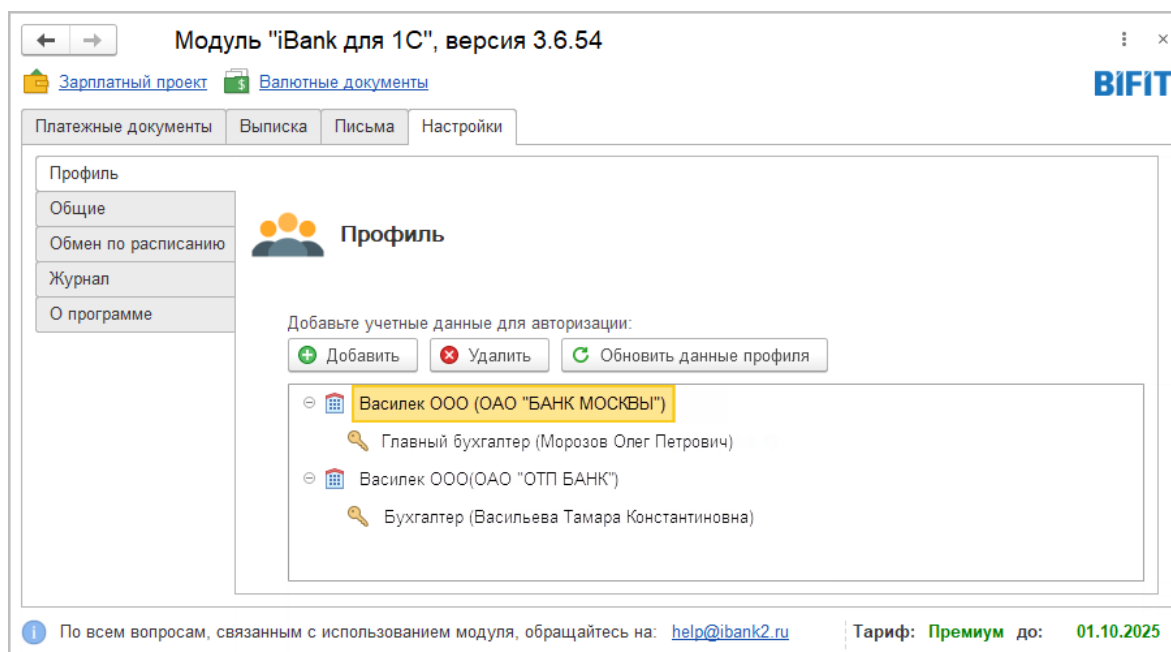 Модуль "iBank для 1С", версия 3.6.54
Зарплатный проект Валютные документы
BIFIT
Платежные документы Выписка Письма Настройки
Профиль
Общие
Обмен по расписанию
Журнал
О программе
Профиль
Добавьте учетные данные для авторизации:
Добавить Удалить Обновить данные профиля
Василек ООО (ОАО "БАНК МОСКВЫ")
Главный бухгалтер (Морозов Олег Петрович)
Василек ООО(ОАО "ОТП БАНК")
Бухгалтер (Васильева Тамара Константиновна)
По всем вопросам, связанным с использованием модуля, обращайтесь на: help@ibank2.ru Тариф: Премиум до: 01.10.2025